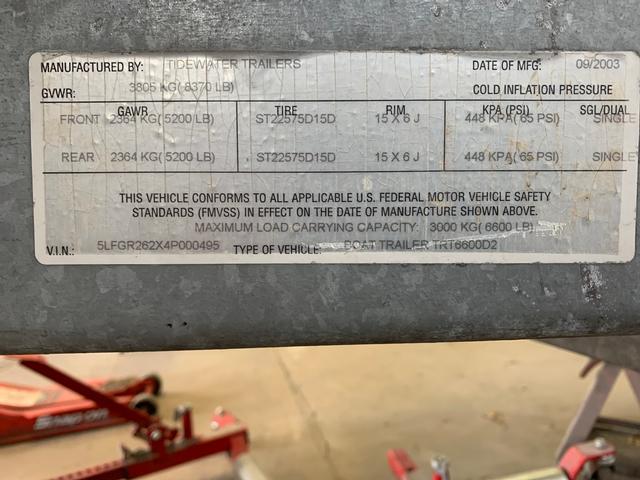 MANUFACTURED BY: TIDEWATER TRAILERS DATE OF MFG: 09/2003
GVWR: 3805 KG( 8370 LB) COLD INFLATION PRESSURE
GAWR TIRE RIM KPA (PSI) SGL/DUAL
FRONT 2364 KG( 5200 LB) ST22575D15D 15 X 6 J 448 KPA( 65 PSI) SINGLE
REAR 2364 KG( 5200 LB) ST22575D15D 15 X 6 J 448 KPA( 65 PSI) SINGLE
THIS VEHICLE CONFORMS TO ALL APPLICABLE U.S. FEDERAL MOTOR VEHICLE SAFETY
STANDARDS (FMVSS) IN EFFECT ON THE DATE OF MANUFACTURE SHOWN ABOVE.
MAXIMUM LOAD CARRYING CAPACITY: 3000 KG( 6600 LB)
V.I.N.: 5LFGR262X4P000495 TYPE OF VEHICLE: BOAT TRAILER TRT6600D2